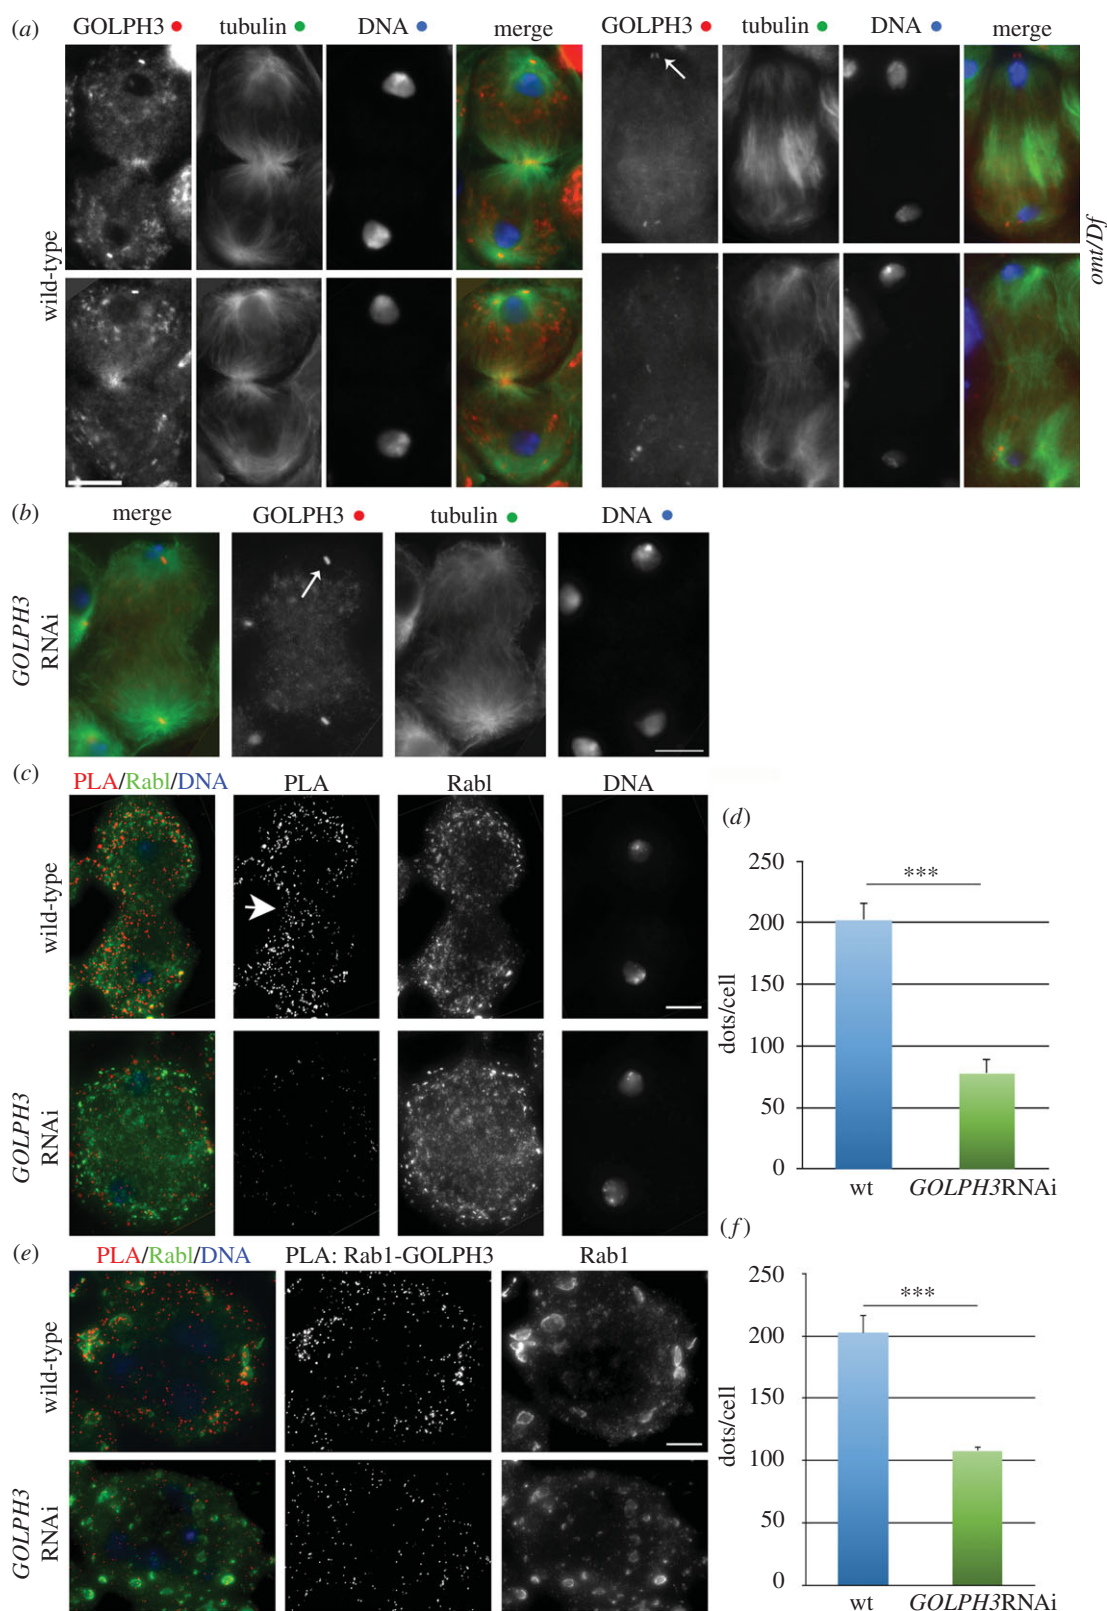 (a) GOLPH3 tubulin DNA merge GOLPH3 tubulin DNA merge
wild-type
omt/Df
(b) merge GOLPH3 tubulin DNA
GOLPH3
RNAi
(c) PLA/Rabl/DNA PLA Rabl DNA
wild-type
GOLPH3
RNAi
(d)
250
200
150
100
50
0
dots/cell
***
wt GOLPH3RNAi
(e) PLA/Rabl/DNA PLA: Rab1-GOLPH3 Rab1
wild-type
GOLPH3
RNAi
(f)
250
200
150
100
50
0
dots/cell
***
wt GOLPH3RNAi